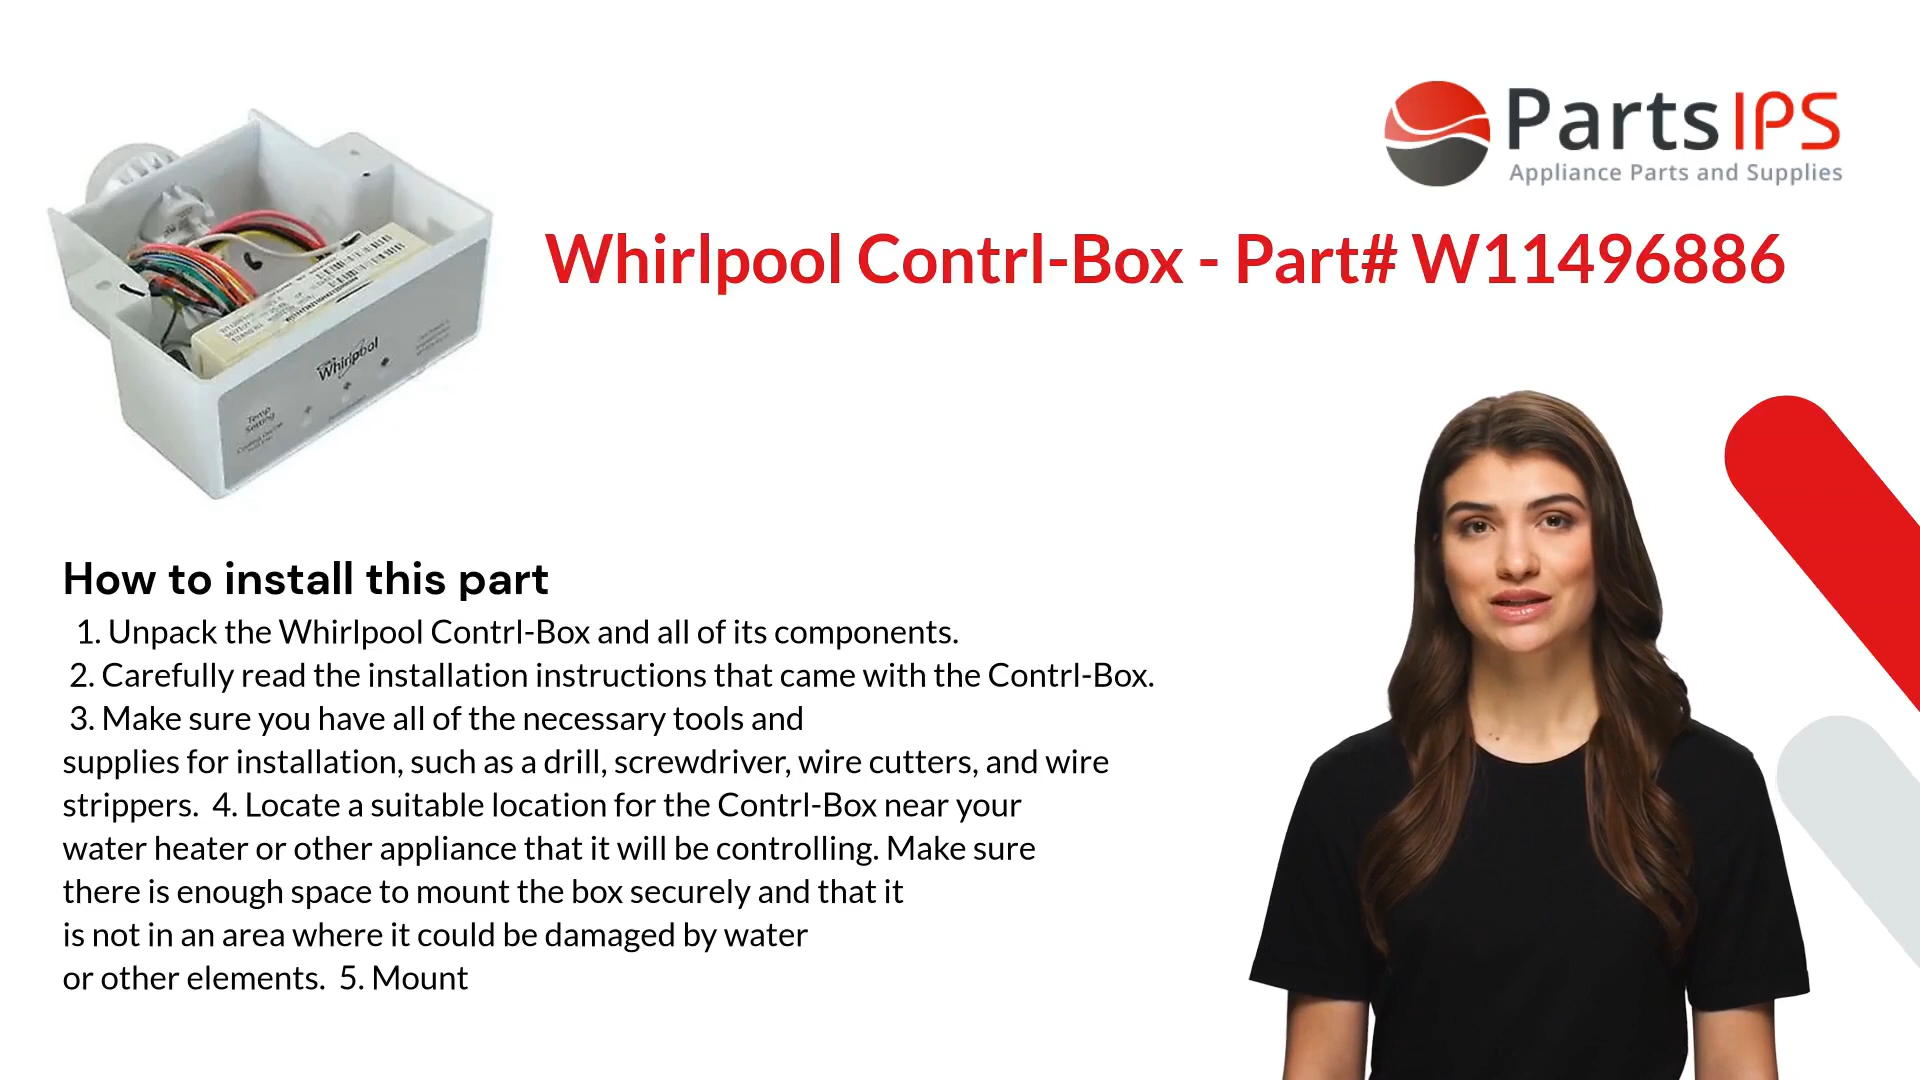 Parts IPS
Appliance Parts and Supplies
Whirlpool Contrl-Box - Part# W11496886
Whirlpool
Temp
Setting
How to install this part
1. Unpack the Whirlpool Contrl-Box and all of its components.
2. Carefully read the installation instructions that came with the Contrl-Box.
3. Make sure you have all of the necessary tools and
supplies for installation, such as a drill, screwdriver, wire cutters, and wire
strippers.  4. Locate a suitable location for the Contrl-Box near your
water heater or other appliance that it will be controlling. Make sure
there is enough space to mount the box securely and that it
is not in an area where it could be damaged by water
or other elements.  5. Mount